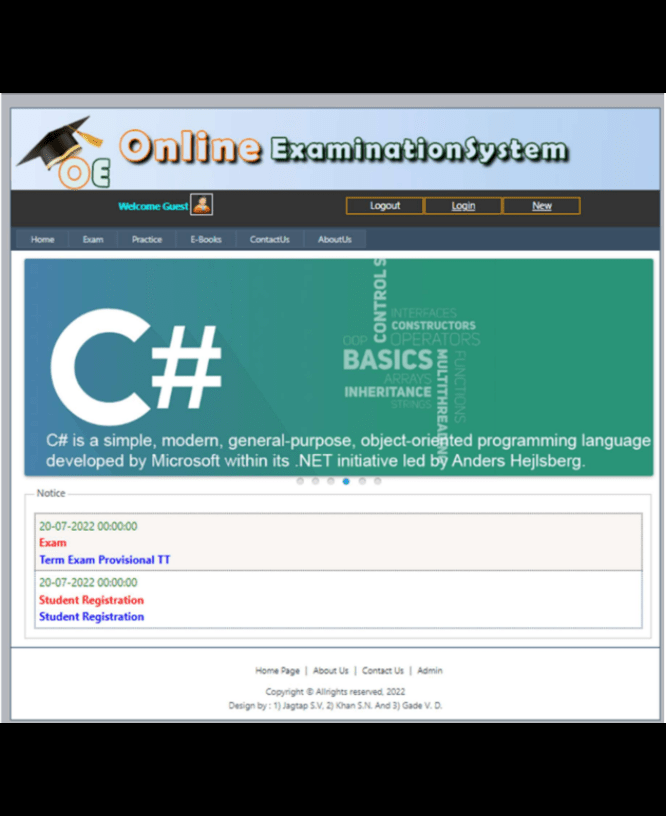 OE Online ExaminationSystem
Welcome Guest
Logout Login New
Home Exam Practice E-Books ContactUs AboutUs
C#
CONTROL S
INTERFACES
CONSTRUCTORS
OOP OPERATORS
BASICS
ARRAYS
INHERITANCE
STRINGS
MULTITHREADING
FUNCTIONS
C# is a simple, modern, general-purpose, object-oriented programming language
developed by Microsoft within its .NET initiative led by Anders Hejlsberg.
Notice
20-07-2022 00:00:00
Exam
Term Exam Provisional TT
20-07-2022 00:00:00
Student Registration
Student Registration
Home Page | About Us | Contact Us | Admin
Copyright © Allrights reserved, 2022
Design by : 1) Jagtap S.V, 2) Khan S.N. And 3) Gade V. D.